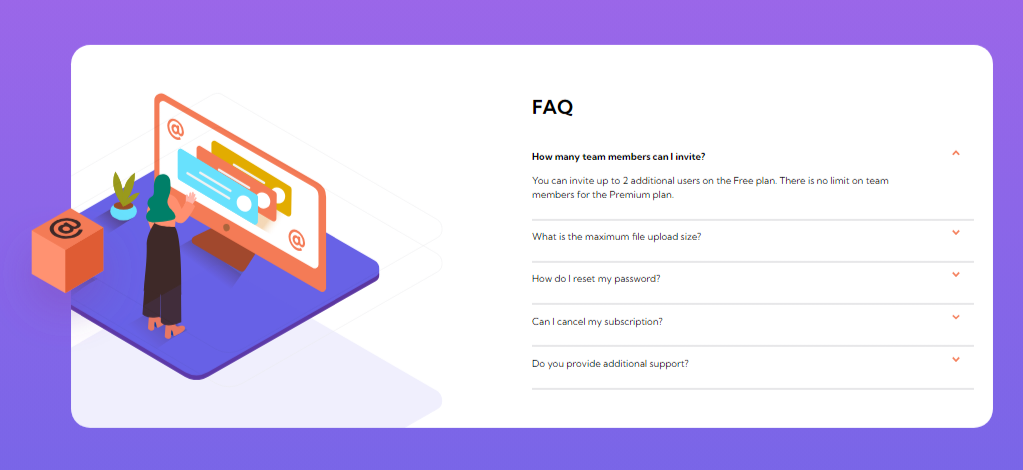 FAQ
How many team members can I invite?
You can invite up to 2 additional users on the Free plan. There is no limit on team
members for the Premium plan.
What is the maximum file upload size?
How do I reset my password?
Can I cancel my subscription?
Do you provide additional support?
@
@
@